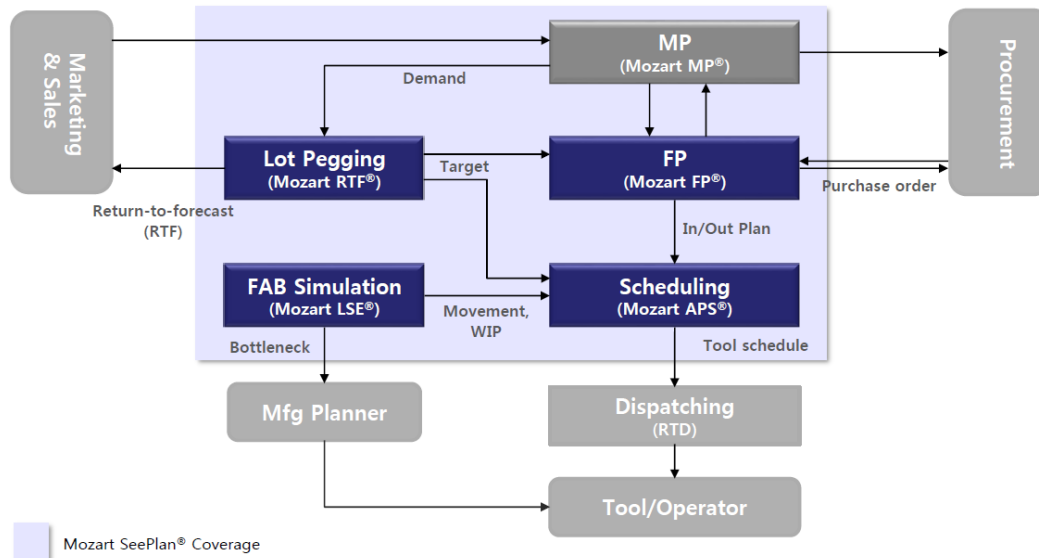 Marketing
& Sales
MP
(Mozart MP®)
Procurement
Demand
Lot Pegging
(Mozart RTF®)
Target
FP
(Mozart FP®)
Purchase order
Return-to-forecast
(RTF)
In/Out Plan
FAB Simulation
(Mozart LSE®)
Movement,
WIP
Scheduling
(Mozart APS®)
Bottleneck
Tool schedule
Mfg Planner
Dispatching
(RTD)
Tool/Operator
Mozart SeePlan® Coverage